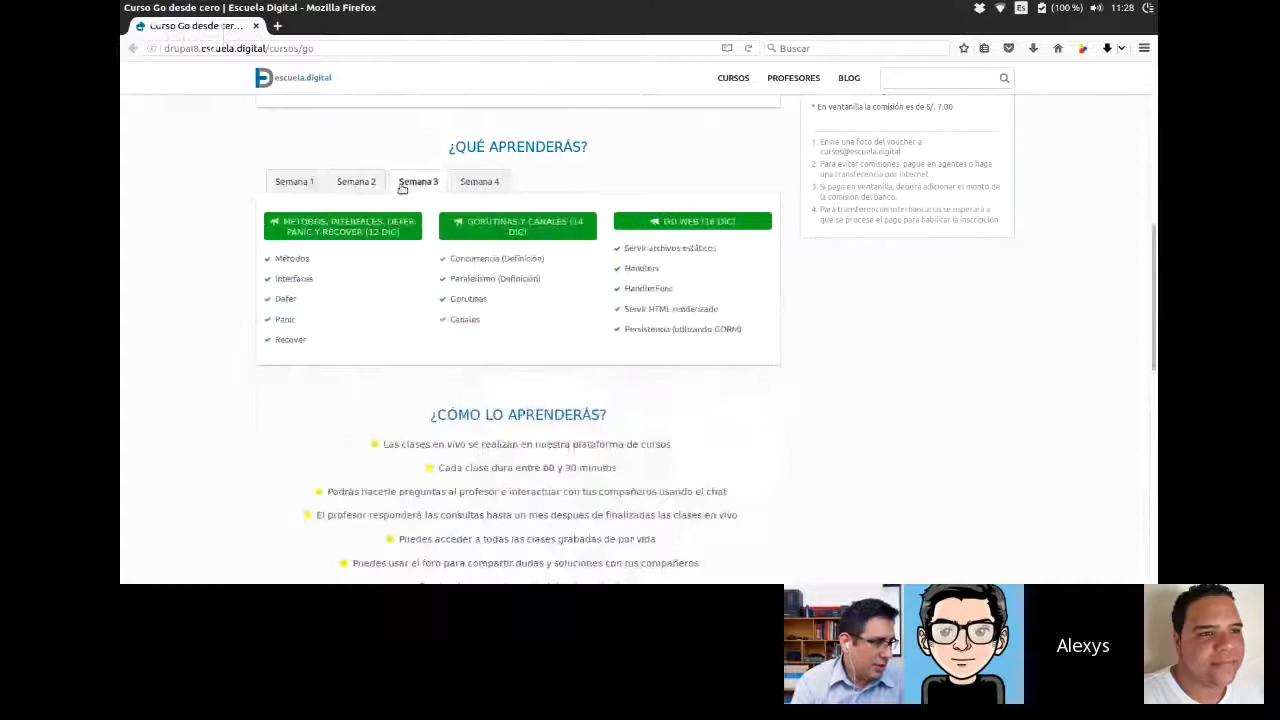 Curso Go desde cero | Escuela Digital - Mozilla Firefox
Es
(100 %)
11:28
Curso Go desde cer...
drupal8.escuela.digital/cursos/go
Buscar
escuela.digital
CURSOS
PROFESORES
BLOG
* En ventanilla la comisión es de S/. 7.00
1. Envíe una foto del voucher a
cursos@escuela.digital
2. Para evitar comisiones, pague en agentes o haga
una transferencia por internet
3. Si paga en ventanilla, deberá adicionar el monto de
la comisión del banco.
4. Para transferencias interbancarias se esperará a
que se procese el pago para habilitar la inscripción
¿QUÉ APRENDERÁS?
Semana 1
Semana 2
Semana 3
Semana 4
MÉTODOS, INTERFACES, DEFER,
PANIC Y RECOVER (12 DIC)
Métodos
Interfaces
Defer
Panic
Recover
GORUTINAS Y CANALES (14
DIC)
Concurrencia (Definición)
Paralelismo (Definición)
Gorutinas
Canales
GO WEB (16 DIC)
Servir archivos estáticos
Handlers
HandlerFunc
Servir HTML renderizado
Persistencia (utilizando GORM)
¿CÓMO LO APRENDERÁS?
Las clases en vivo se realizan en nuestra plataforma de cursos
Cada clase dura entre 60 y 90 minutos
Podrás hacerle preguntas al profesor e interactuar con tus compañeros usando el chat
El profesor responderá las consultas hasta un mes después de finalizadas las clases en vivo
Puedes acceder a todas las clases grabadas de por vida
Puedes usar el foro para compartir dudas y soluciones con tus compañeros
Alexys